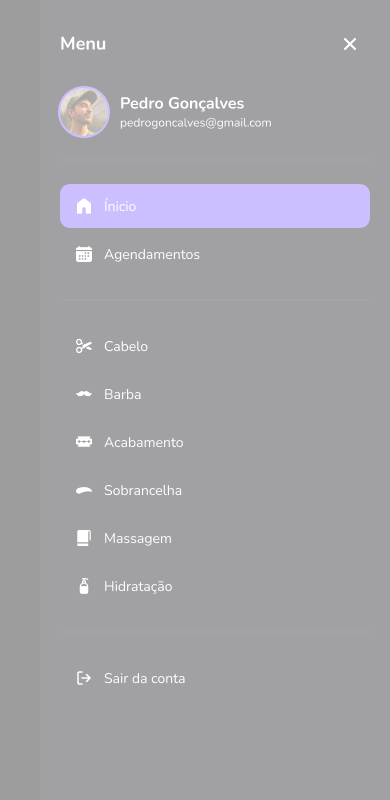 Menu
Pedro Gonçalves
pedrogoncalves@gmail.com
Ínicio
Agendamentos
Cabelo
Barba
Acabamento
Sobrancelha
Massagem
Hidratação
Sair da conta